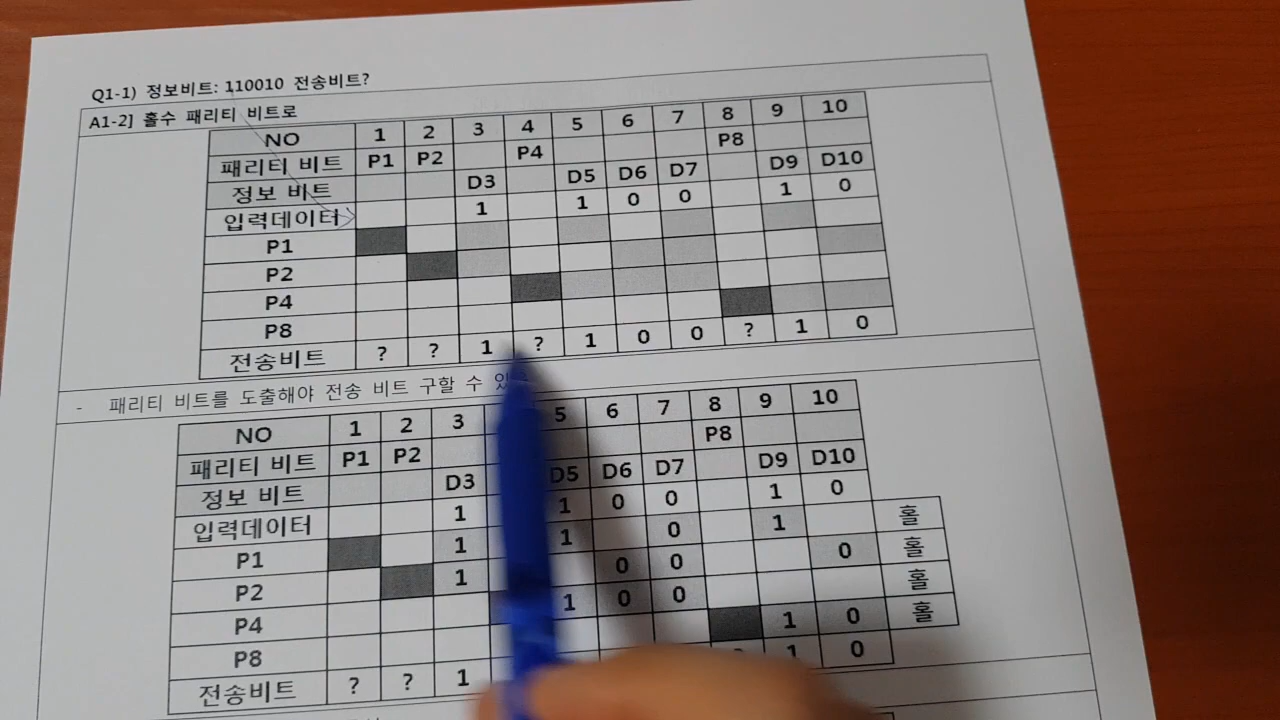 Q1-1) 정보비트: 110010 전송비트?
A1-2] 홀수 패리티 비트로
NO 1 2 3 4 5 6 7 8 9 10
패리티 비트 P1 P2 P4 P8
정보 비트 D3 D5 D6 D7 D9 D10
입력데이터 1 1 0 0 1 0
P1
P2
P4
P8
전송비트 ? ? 1 ? 1 0 0 ? 1 0
- 패리티 비트를 도출해야 전송 비트 구할 수
NO 1 2 3 5 6 7 8 9 10
패리티 비트 P1 P2 P8
정보 비트 D3 D5 D6 D7 D9 D10
입력데이터 1 1 0 0 1 0
P1 1 1 0 1 홀
P2 1 0 0 0 홀
P4 1 0 0 홀
P8 1 0 홀
전송비트 ? ? 1 1 0